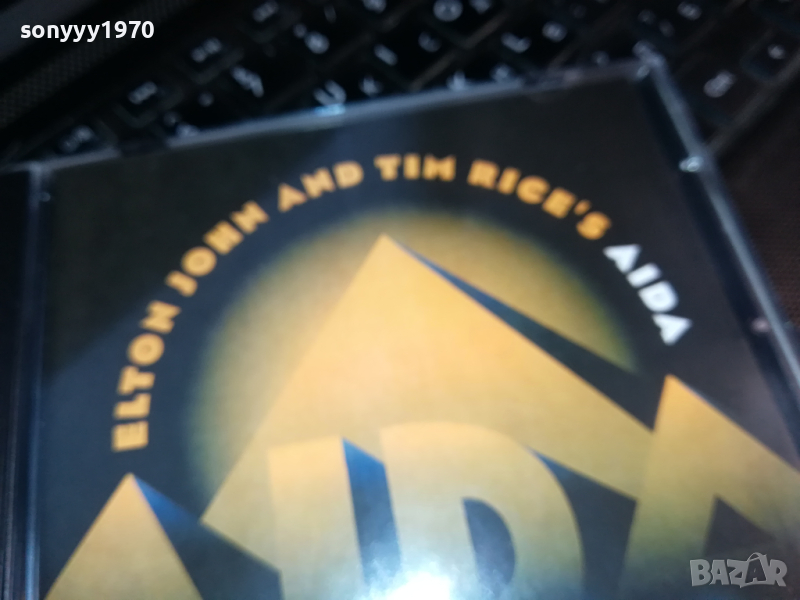 sonyyy1970
ELTON JOHN AND TIM RICE'S AIDA
AIDA
BAZAR